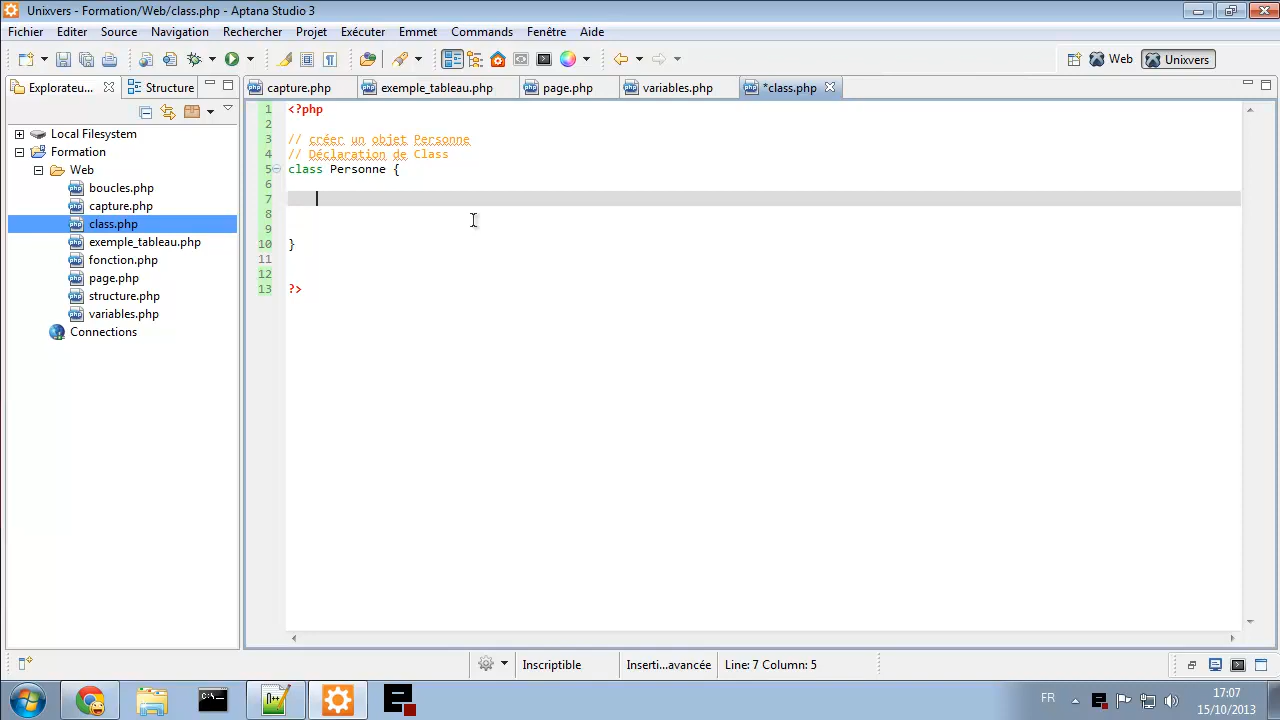 Unixvers - Formation/Web/class.php - Aptana Studio 3
Fichier Editer Source Navigation Rechercher Projet Exécuter Emmet Commands Fenêtre Aide
Web Unixvers
Explorateu... Structure capture.php exemple_tableau.php page.php variables.php *class.php
Local Filesystem
Formation
Web
boucles.php
capture.php
class.php
exemple_tableau.php
fonction.php
page.php
structure.php
variables.php
Connections
1 <?php
2
3 // créer un objet Personne
4 // Déclaration de Class
5 class Personne {
6
7
8
9
10 }
11
12
13 ?>
Inscriptible Inserti...avancée Line: 7 Column: 5
FR 17:07
15/10/2013